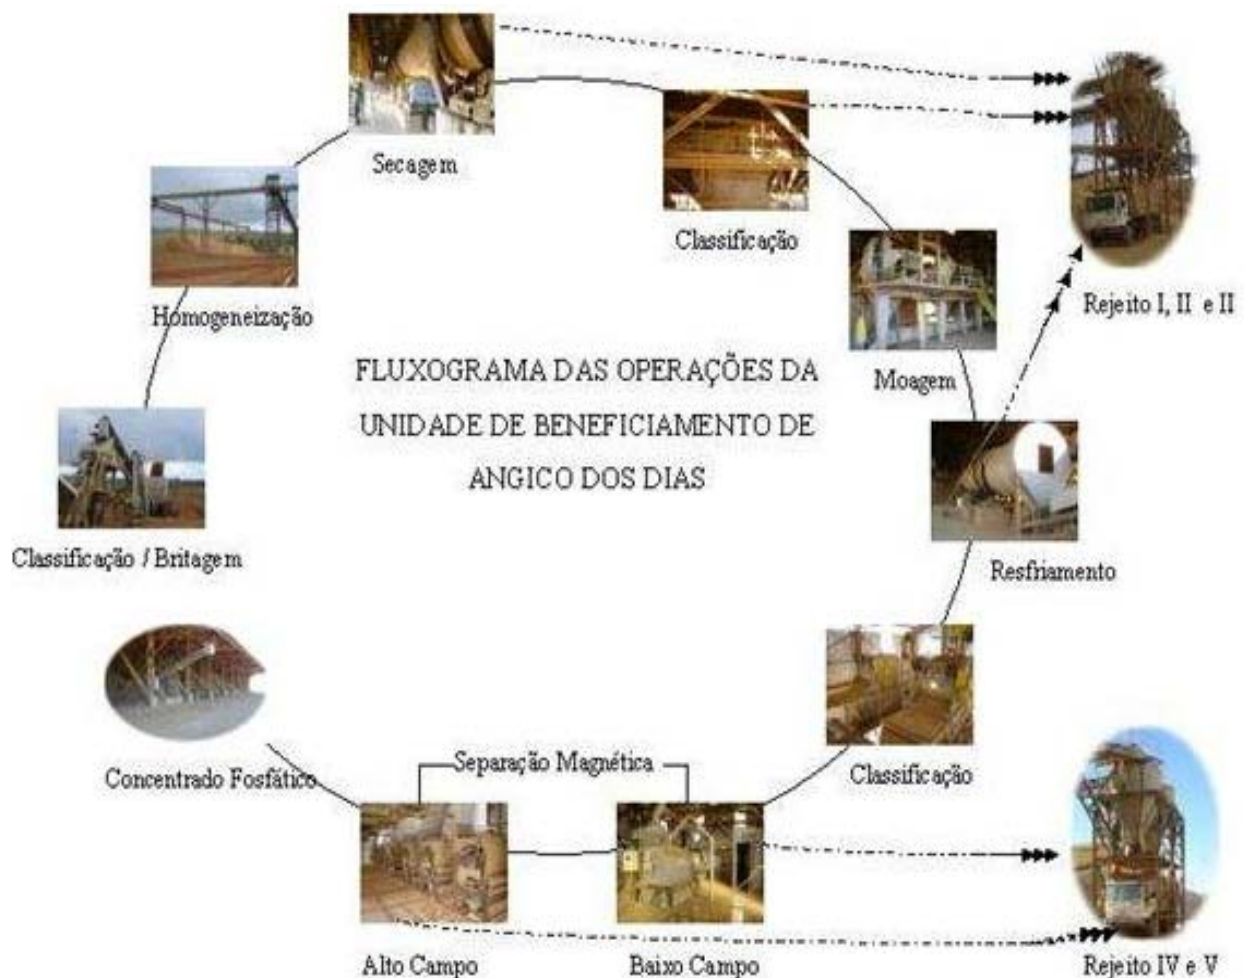 Secagem
Classificação
Homogeneização
Rejeito I, II e II
Moagem
FLUXOGRAMA DAS OPERAÇÕES DA
UNIDADE DE BENEFICIAMENTO DE
ANGICO DOS DIAS
Classificação / Britagem
Resfriamento
Concentrado Fosfático
Separação Magnética
Classificação
Alto Campo
Baixo Campo
Rejeito IV e V